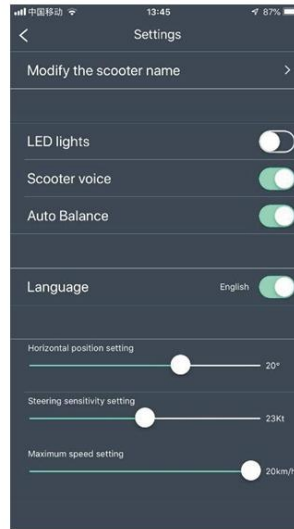 中国移动 13:45 87%
Settings
Modify the scooter name
LED lights
Scooter voice
Auto Balance
Language English
Horizontal position setting
20°
Steering sensitivity setting
23Kt
Maximum speed setting
20km/h